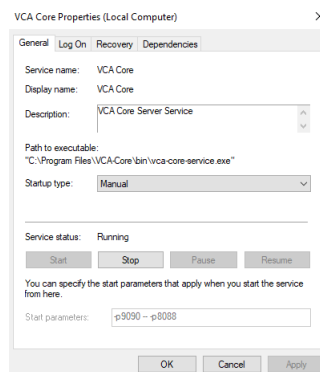 VCA Core Properties (Local Computer)
General Log On Recovery Dependencies
Service name: VCA Core
Display name: VCA Core
Description: VCA Core Server Service
Path to executable:
"C:\Program Files\VCA-Core\bin\vca-core-service.exe"
Startup type: Manual
Service status: Running
Start Stop Pause Resume
You can specify the start parameters that apply when you start the service
from here.
Start parameters: -p9090 -- -p8088
OK Cancel Apply